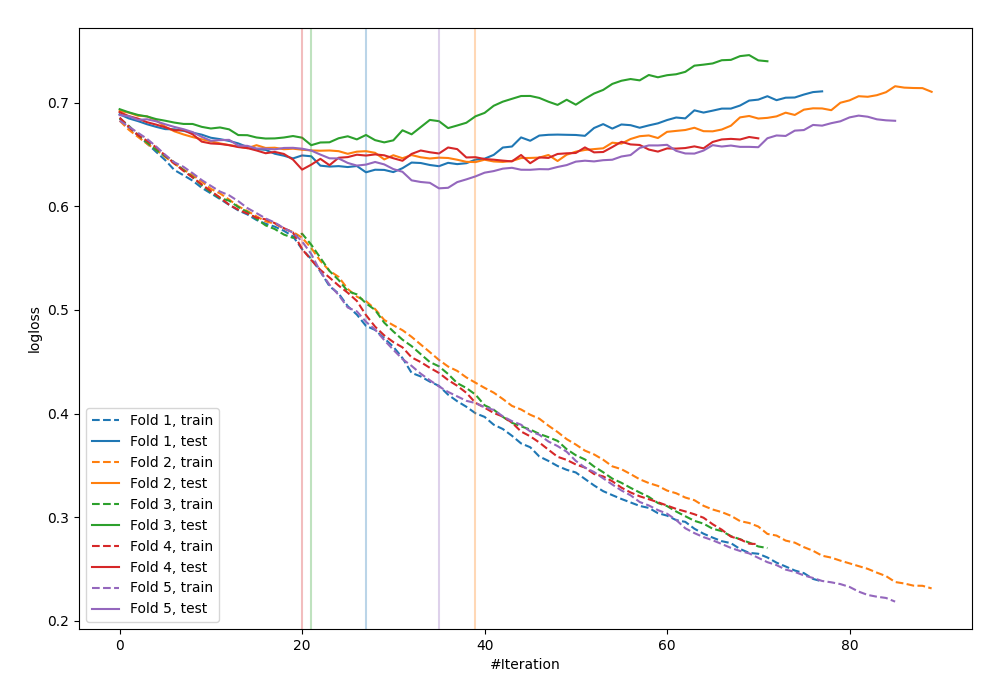 0.7
0.6
0.5
0.4
0.3
0.2
logloss
Fold 1, train
Fold 1, test
Fold 2, train
Fold 2, test
Fold 3, train
Fold 3, test
Fold 4, train
Fold 4, test
Fold 5, train
Fold 5, test
0 20 40 60 80
#Iteration